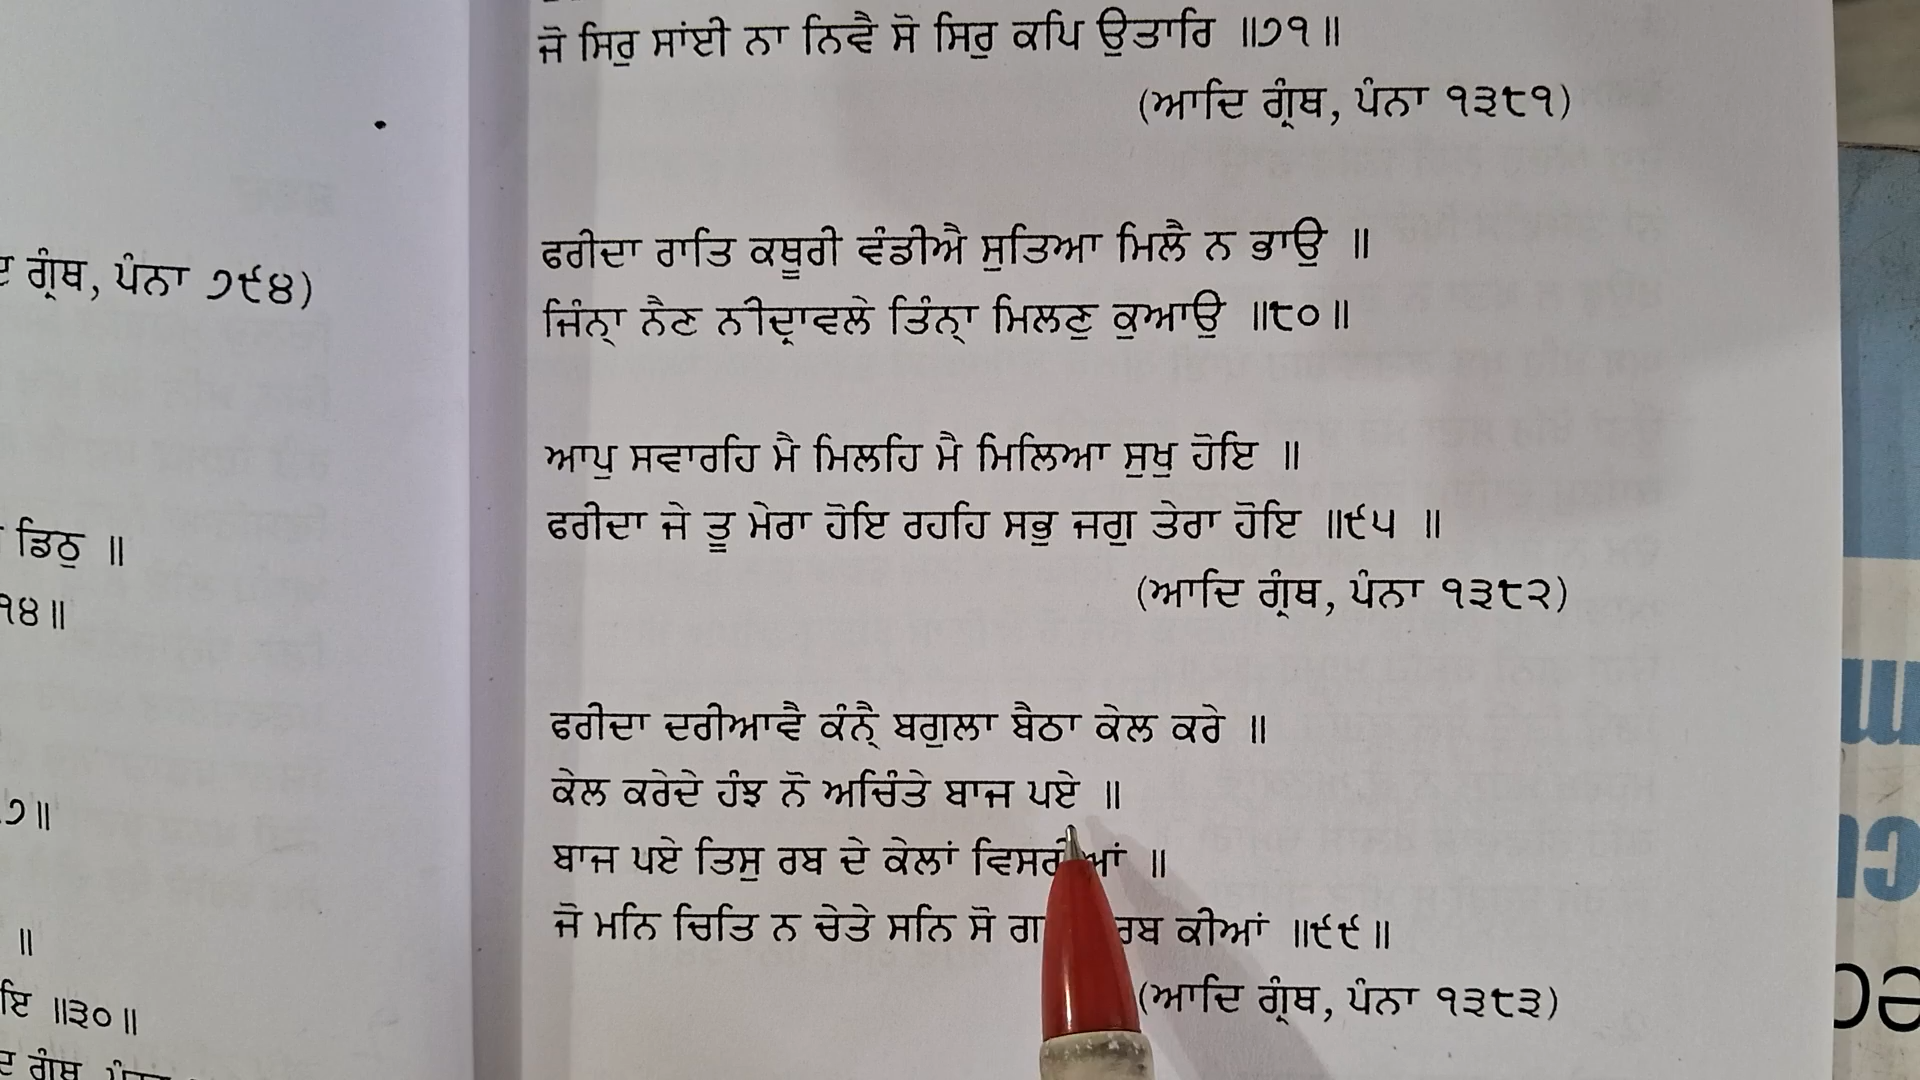 ਜੋ ਸਿਰੁ ਸਾਂਈ ਨਾ ਨਿਵੈ ਸੋ ਸਿਰੁ ਕਪਿ ਉਤਾਰਿ ॥੭੧॥
(ਆਦਿ ਗ੍ਰੰਥ, ਪੰਨਾ ੧੩੮੧)
ਗ੍ਰੰਥ, ਪੰਨਾ ੭੯੪)
ਫਰੀਦਾ ਰਾਤਿ ਕਥੂਰੀ ਵੰਡੀਐ ਸੁਤਿਆ ਮਿਲੈ ਨ ਭਾਉ ॥
ਜਿੰਨ੍ਹਾ ਨੈਣ ਨੀਂਦ੍ਰਾਵਲੇ ਤਿੰਨ੍ਹਾ ਮਿਲਣੁ ਕੁਆਉ ॥੮੦॥
ਆਪੁ ਸਵਾਰਹਿ ਮੈ ਮਿਲਹਿ ਮੈ ਮਿਲਿਆ ਸੁਖੁ ਹੋਇ ॥
ਫਰੀਦਾ ਜੇ ਤੂ ਮੇਰਾ ਹੋਇ ਰਹਹਿ ਸਭੁ ਜਗੁ ਤੇਰਾ ਹੋਇ ॥੯੫ ॥
ਡਿਠੁ ॥
(ਆਦਿ ਗ੍ਰੰਥ, ਪੰਨਾ ੧੩੮੨)
੧੪॥
ਫਰੀਦਾ ਦਰੀਆਵੈ ਕੰਨ੍ਹੈ ਬਗੁਲਾ ਬੈਠਾ ਕੇਲ ਕਰੇ ॥
ਕੇਲ ਕਰੇਦੇ ਹੰਝ ਨੋ ਅਚਿੰਤੇ ਬਾਜ ਪਏ ॥
੭॥
ਬਾਜ ਪਏ ਤਿਸੁ ਰਬ ਦੇ ਕੇਲਾਂ ਵਿਸਰੀਆਂ ॥
ਜੋ ਮਨਿ ਚਿਤਿ ਨ ਚੇਤੇ ਸਨਿ ਸੋ ਰਬ ਕੀਆਂ ॥੯੯॥
॥
(ਆਦਿ ਗ੍ਰੰਥ, ਪੰਨਾ ੧੩੮੩)
ਇ ॥੩੦॥
ਗ੍ਰੰਥ, ਪੰਨਾ